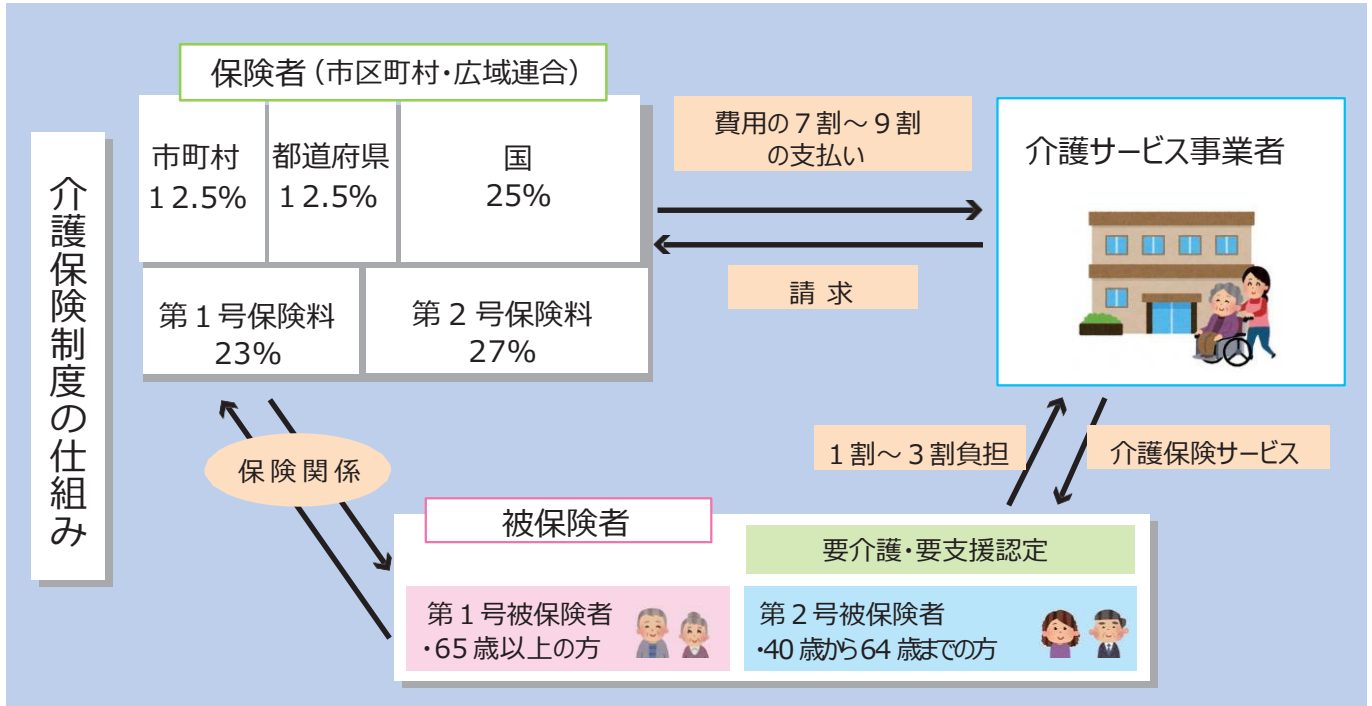 介護保険制度の仕組み
保険者（市区町村・広域連合）
市町村
１2.5%
都道府県
１2.5%
国
25%
第１号保険料
23%
第２号保険料
27%
費用の７割～９割
の支払い
請 求
介護サービス事業者
保険関係
１割～３割負担
介護保険サービス
被保険者
要介護・要支援認定
第１号被保険者
・65歳以上の方
第２号被保険者
・40歳から64歳までの方